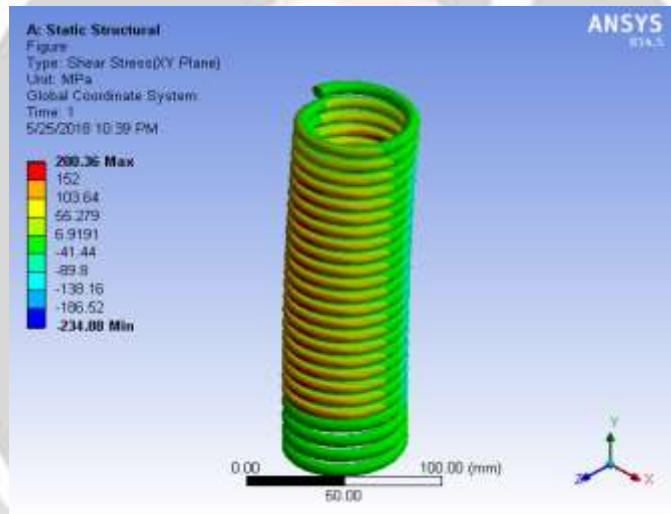 A: Static Structural
Figure
Type: Shear Stress(XY Plane)
Unit: MPa
Global Coordinate System
Time: 1
5/25/2018 10:39 PM
200.36 Max
152
103.64
55.279
6.9191
-41.44
-89.8
-138.16
-186.52
-234.88 Min
ANSYS
R14.5
0.00
100.00 (mm)
50.00
Y
Z
X